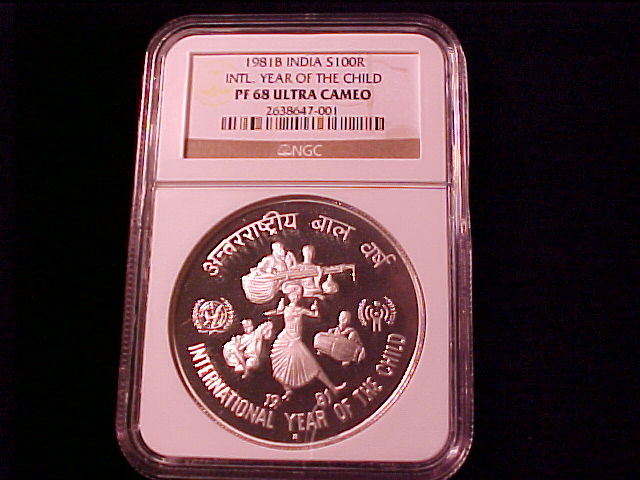 1981B INDIA S100R
INTL. YEAR OF THE CHILD
PF 68 ULTRA CAMEO
2638647-001
NGC
अन्तरराष्ट्रीय बाल वर्ष
19 81
INTERNATIONAL YEAR OF THE CHILD